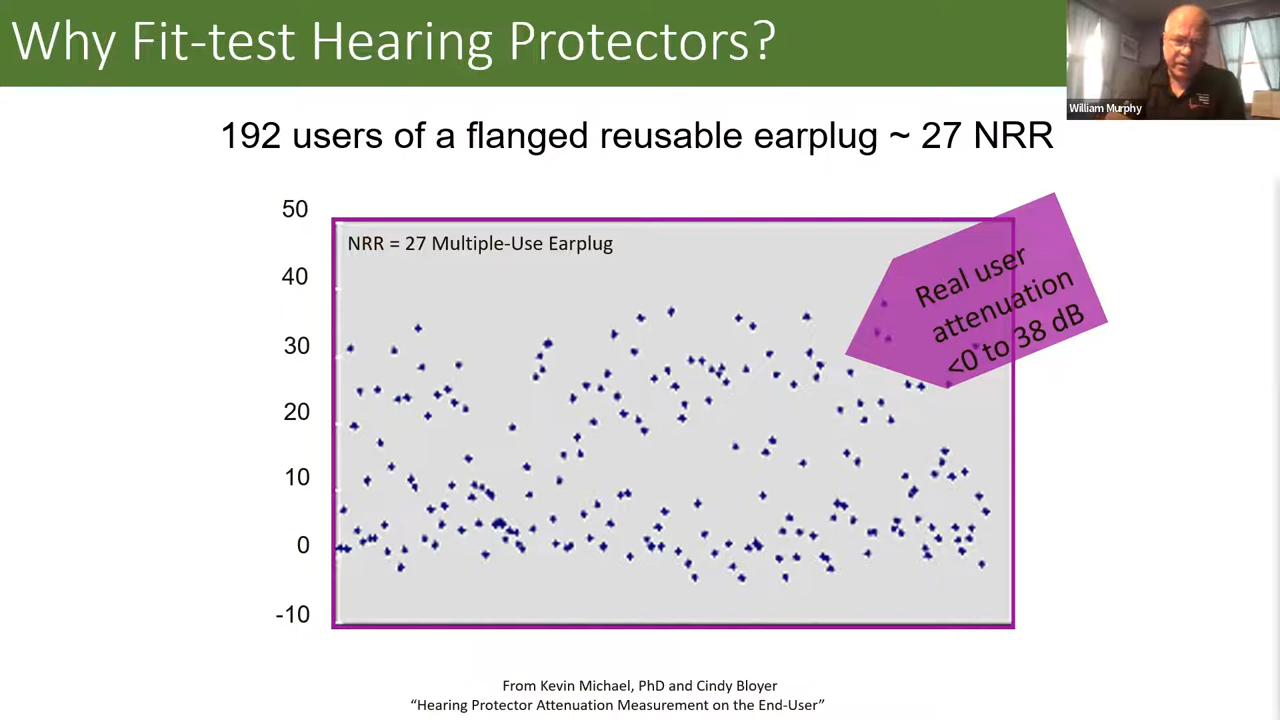 Why Fit-test Hearing Protectors?
William Murphy
192 users of a flanged reusable earplug ~ 27 NRR
50
40
30
20
10
0
-10
NRR = 27 Multiple-Use Earplug
Real user
attenuation
<0 to 38 dB
From Kevin Michael, PhD and Cindy Bloyer
“Hearing Protector Attenuation Measurement on the End-User”